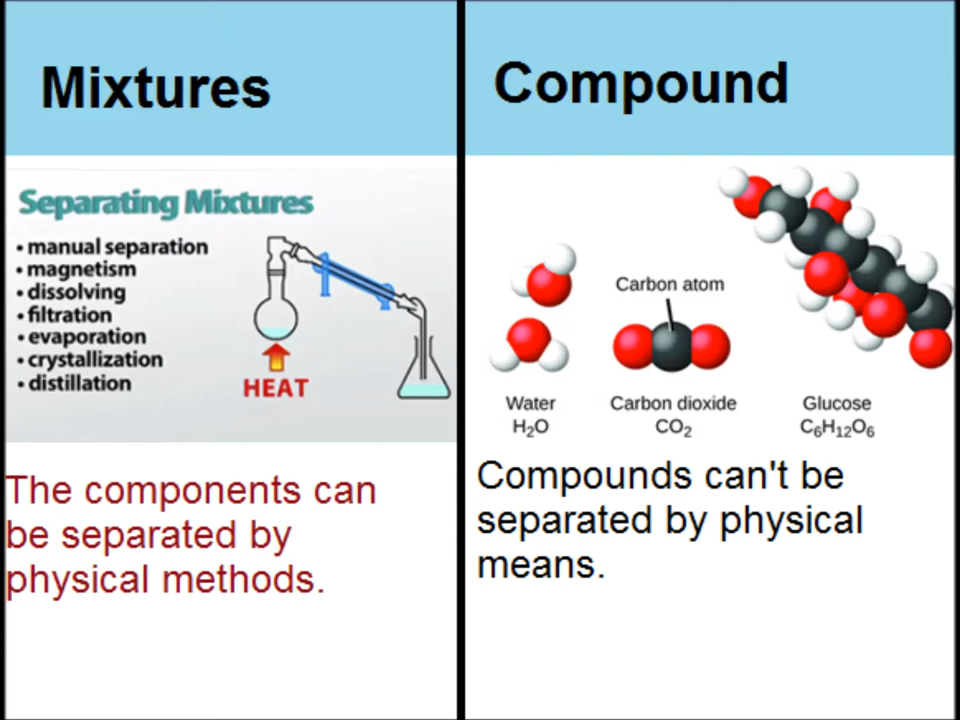 Mixtures
Separating Mixtures
• manual separation
• magnetism
• dissolving
• filtration
• evaporation
• crystallization
• distillation
HEAT
The components can
be separated by
physical methods.
Compound
Carbon atom
Water
H₂O
Carbon dioxide
CO₂
Glucose
C₆H₁₂O₆
Compounds can't be
separated by physical
means.